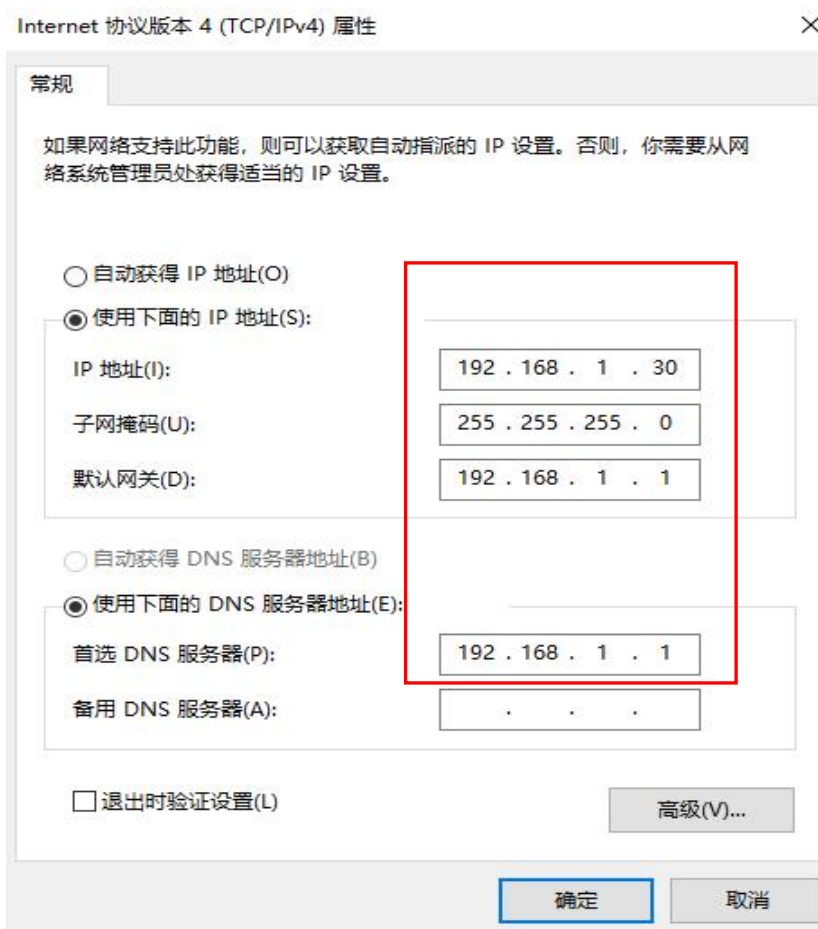 Internet 协议版本 4 (TCP/IPv4) 属性
常规
如果网络支持此功能，则可以获取自动指派的 IP 设置。否则，你需要从网
络系统管理员处获得适当的 IP 设置。
自动获得 IP 地址(O)
使用下面的 IP 地址(S):
IP 地址(I): 192 . 168 . 1 . 30
子网掩码(U): 255 . 255 . 255 . 0
默认网关(D): 192 . 168 . 1 . 1
自动获得 DNS 服务器地址(B)
使用下面的 DNS 服务器地址(E):
首选 DNS 服务器(P): 192 . 168 . 1 . 1
备用 DNS 服务器(A): . . .
退出时验证设置(L)
高级(V)...
确定 取消